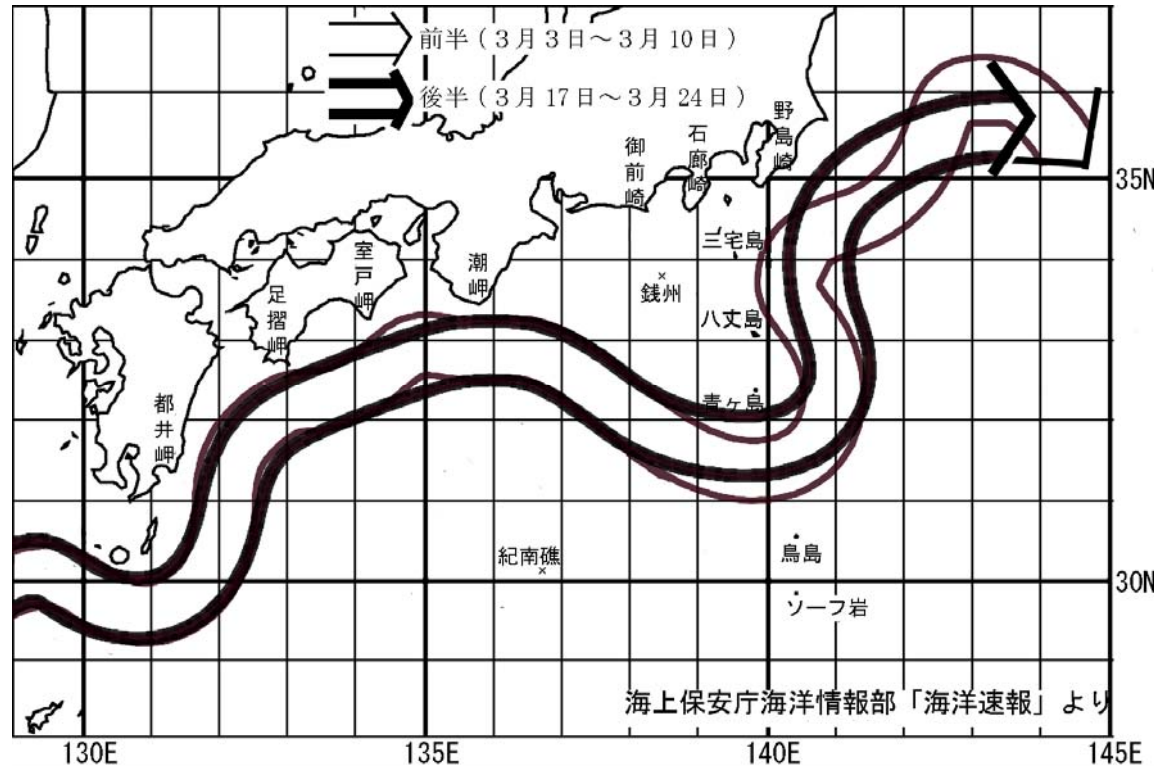 前半(3月3日~3月10日)
後半(3月17日~3月24日)
野島崎
石廊崎
御前崎
35N
三宅島
室戸岬
潮岬
銭州
足摺岬
八丈島
青ヶ島
都井岬
鳥島
紀南礁
30N
ソーフ岩
海上保安庁海洋情報部「海洋速報」より
130E
135E
140E
145E